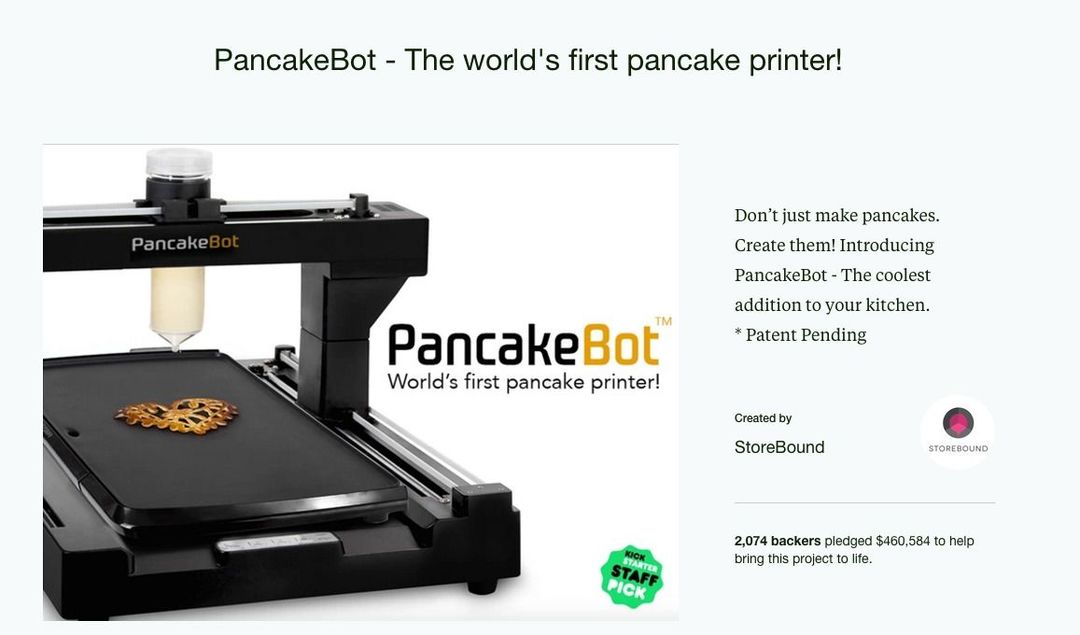 PancakeBot - The world's first pancake printer!
PancakeBot
PancakeBot™
World's first pancake printer!
KICK
STARTER
STAFF
PICK
Don’t just make pancakes.
Create them! Introducing
PancakeBot - The coolest
addition to your kitchen.
* Patent Pending
Created by
StoreBound
STOREBOUND
2,074 backers pledged $460,584 to help
bring this project to life.